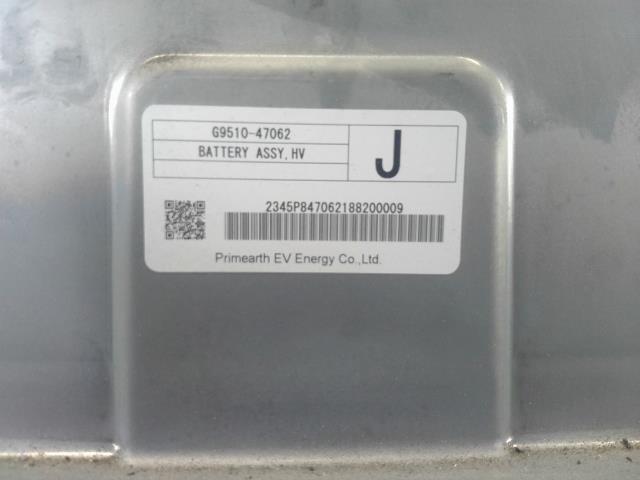 G9510-47062
BATTERY ASSY, HV
J
2345P847062188200009
Primearth EV Energy Co.,Ltd.